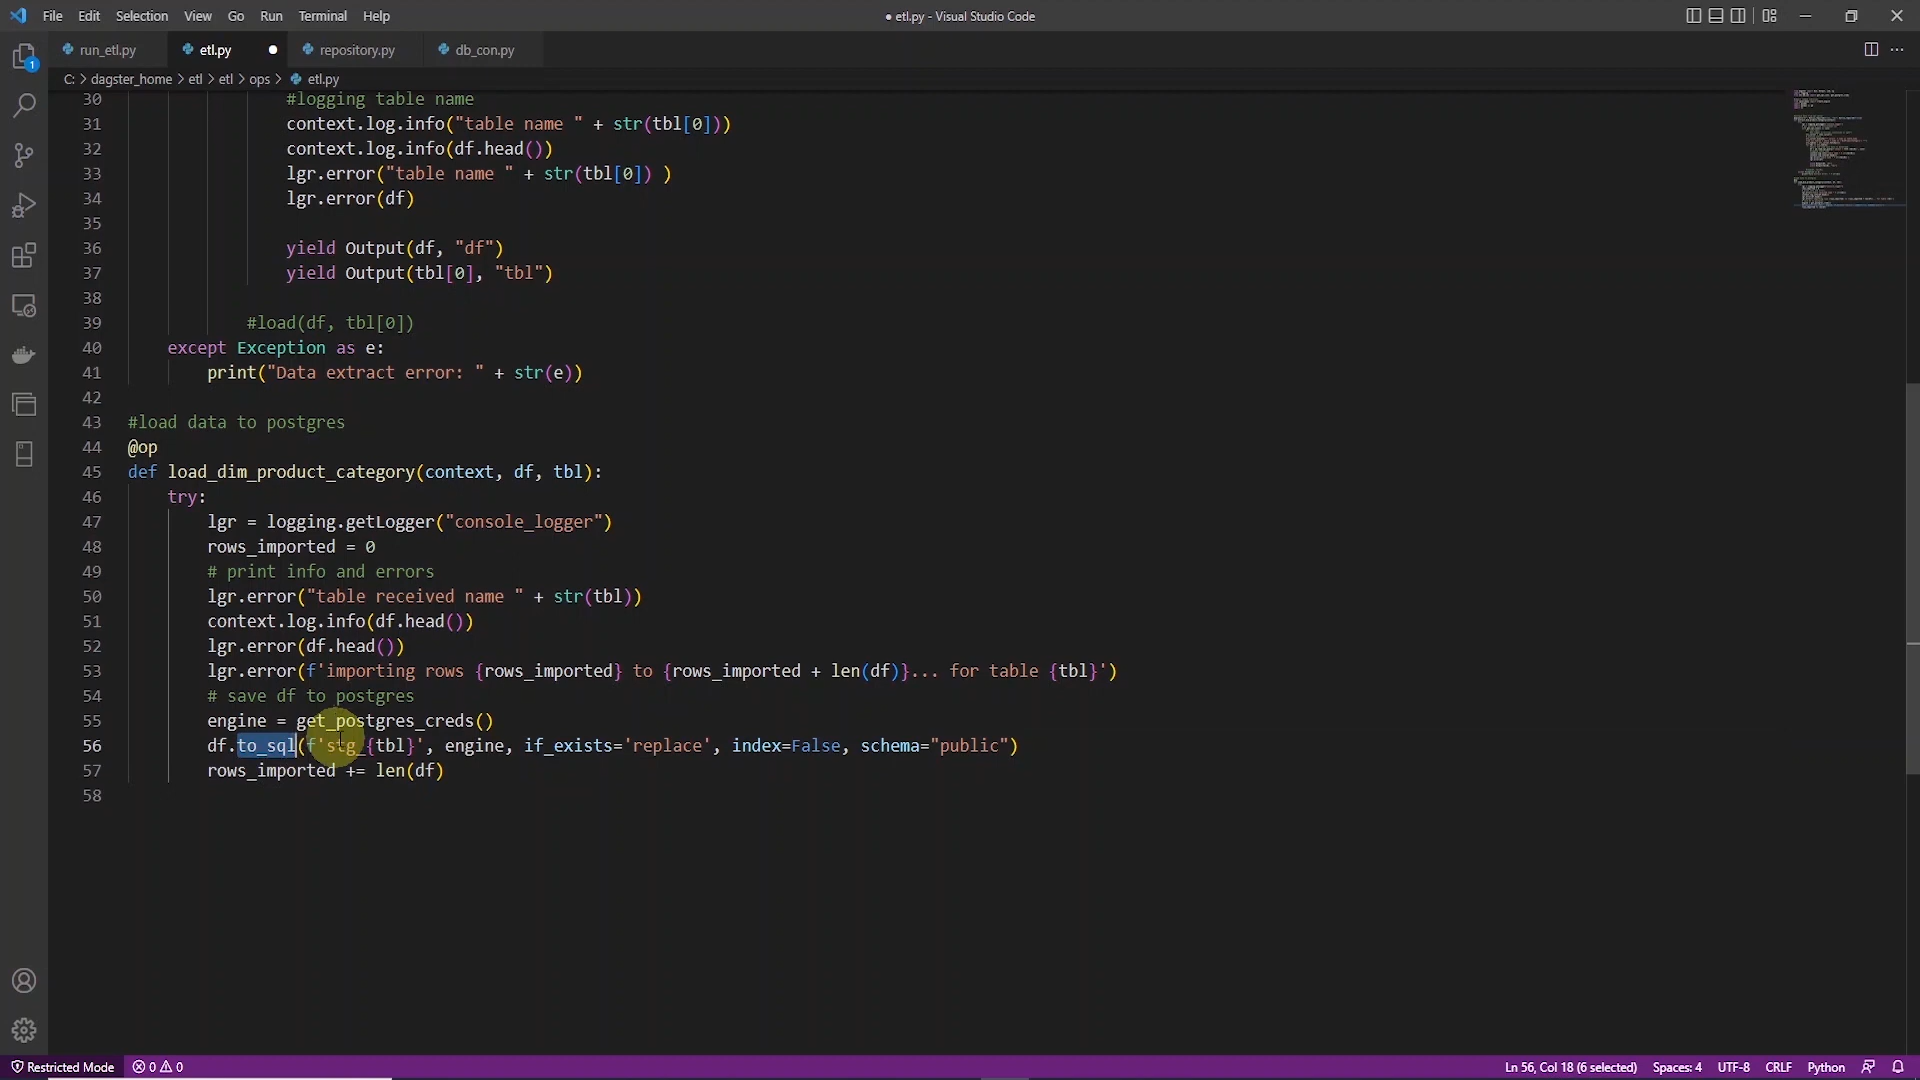 File Edit Selection View Go Run Terminal Help
● etl.py - Visual Studio Code
run_etl.py
etl.py
repository.py
db_con.py
C: > dagster_home > etl > etl > ops > etl.py
30 #logging table name
31 context.log.info("table name " + str(tbl[0]))
32 context.log.info(df.head())
33 lgr.error("table name " + str(tbl[0]) )
34 lgr.error(df)
35
36 yield Output(df, "df")
37 yield Output(tbl[0], "tbl")
38
39 #load(df, tbl[0])
40 except Exception as e:
41 print("Data extract error: " + str(e))
42
43 #load data to postgres
44 @op
45 def load_dim_product_category(context, df, tbl):
46 try:
47 lgr = logging.getLogger("console_logger")
48 rows_imported = 0
49 # print info and errors
50 lgr.error("table received name " + str(tbl))
51 context.log.info(df.head())
52 lgr.error(df.head())
53 lgr.error(f'importing rows {rows_imported} to {rows_imported + len(df)}... for table {tbl}')
54 # save df to postgres
55 engine = get_postgres_creds()
56 df.to_sql(f'stg_{tbl}', engine, if_exists='replace', index=False, schema="public")
57 rows_imported += len(df)
58
1
Restricted Mode 0 0
Ln 56, Col 18 (6 selected) Spaces: 4 UTF-8 CRLF Python